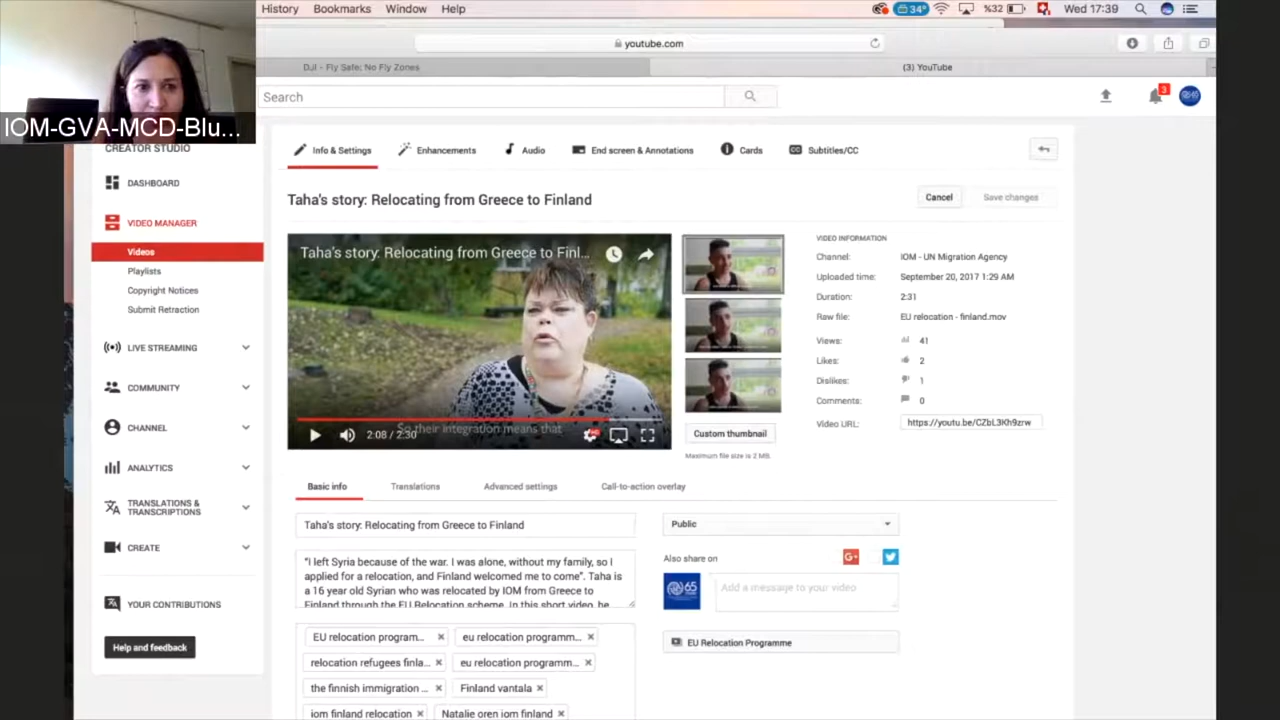 History Bookmarks Window Help
34° %32 Wed 17:39
youtube.com
DJI - Fly Safe: No Fly Zones
(3) YouTube
IOM-GVA-MCD-Blu...
Search
3
65
CREATOR STUDIO
DASHBOARD
VIDEO MANAGER
Videos
Playlists
Copyright Notices
Submit Retraction
LIVE STREAMING
COMMUNITY
CHANNEL
ANALYTICS
TRANSLATIONS &
TRANSCRIPTIONS
CREATE
YOUR CONTRIBUTIONS
Help and feedback
Info & Settings Enhancements Audio End screen & Annotations Cards CC Subtitles/CC
Taha's story: Relocating from Greece to Finland
Cancel Save changes
Taha's story: Relocating from Greece to Finl...
So their integration means that
2:08 / 2:30
Custom thumbnail
Maximum file size is 2 MB.
VIDEO INFORMATION
Channel: IOM - UN Migration Agency
Uploaded time: September 20, 2017 1:29 AM
Duration: 2:31
Raw file: EU relocation - finland.mov
Views: 41
Likes: 2
Dislikes: 1
Comments: 0
Video URL: https://youtu.be/CZbL3Kh9zrw
Basic info Translations Advanced settings Call-to-action overlay
Taha's story: Relocating from Greece to Finland
"I left Syria because of the war. I was alone, without my family, so I
applied for a relocation, and Finland welcomed me to come". Taha is
a 16 year old Syrian who was relocated by IOM from Greece to
Finland through the EU Relocation scheme. In this short video, he
EU relocation program... × eu relocation programm... ×
relocation refugees finla... × eu relocation programm... ×
the finnish immigration ... × Finland vantala ×
iom finland relocation × Natalie oren iom finland ×
Public
Also share on G+
65 Add a message to your video
EU Relocation Programme